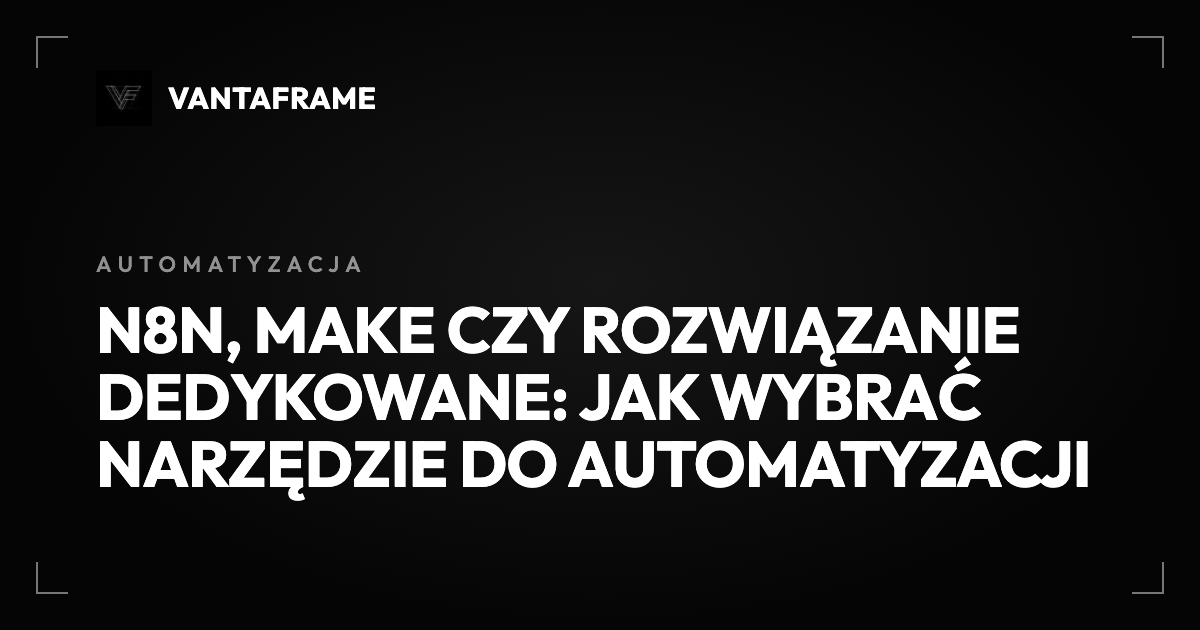 VANTAFRAME
AUTOMATYZACJA
N8N, MAKE CZY ROZWIĄZANIE
DEDYKOWANE: JAK WYBRAĆ
NARZĘDZIE DO AUTOMATYZACJI